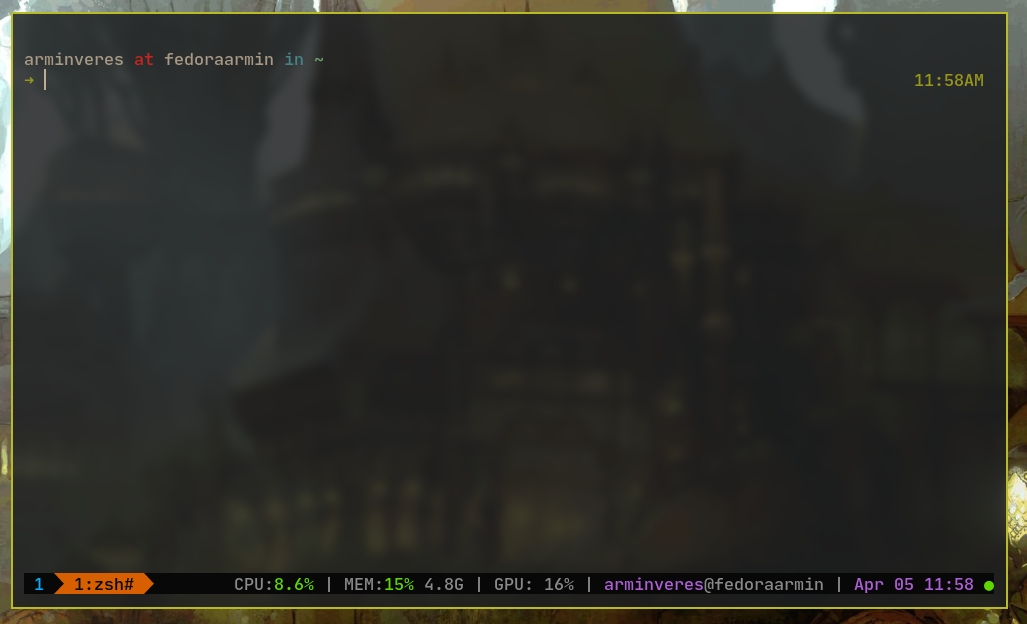 arminveres at fedoraarmin in ~
➜ 11:58AM
1 1:zsh# CPU:8.6% | MEM:15% 4.8G | GPU: 16% | arminveres@fedoraarmin | Apr 05 11:58 ●